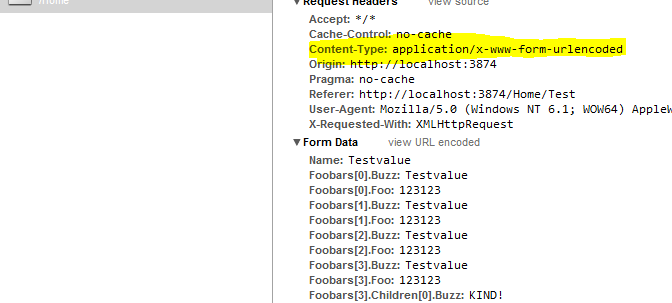 /Home
Request Headers view source
Accept: */*
Cache-Control: no-cache
Content-Type: application/x-www-form-urlencoded
Origin: http://localhost:3874
Pragma: no-cache
Referer: http://localhost:3874/Home/Test
User-Agent: Mozilla/5.0 (Windows NT 6.1; WOW64) AppleW
X-Requested-With: XMLHttpRequest
Form Data view URL encoded
Name: Testvalue
Foobars[0].Buzz: Testvalue
Foobars[0].Foo: 123123
Foobars[1].Buzz: Testvalue
Foobars[1].Foo: 123123
Foobars[2].Buzz: Testvalue
Foobars[2].Foo: 123123
Foobars[3].Buzz: Testvalue
Foobars[3].Foo: 123123
Foobars[3].Children[0].Buzz: KIND!